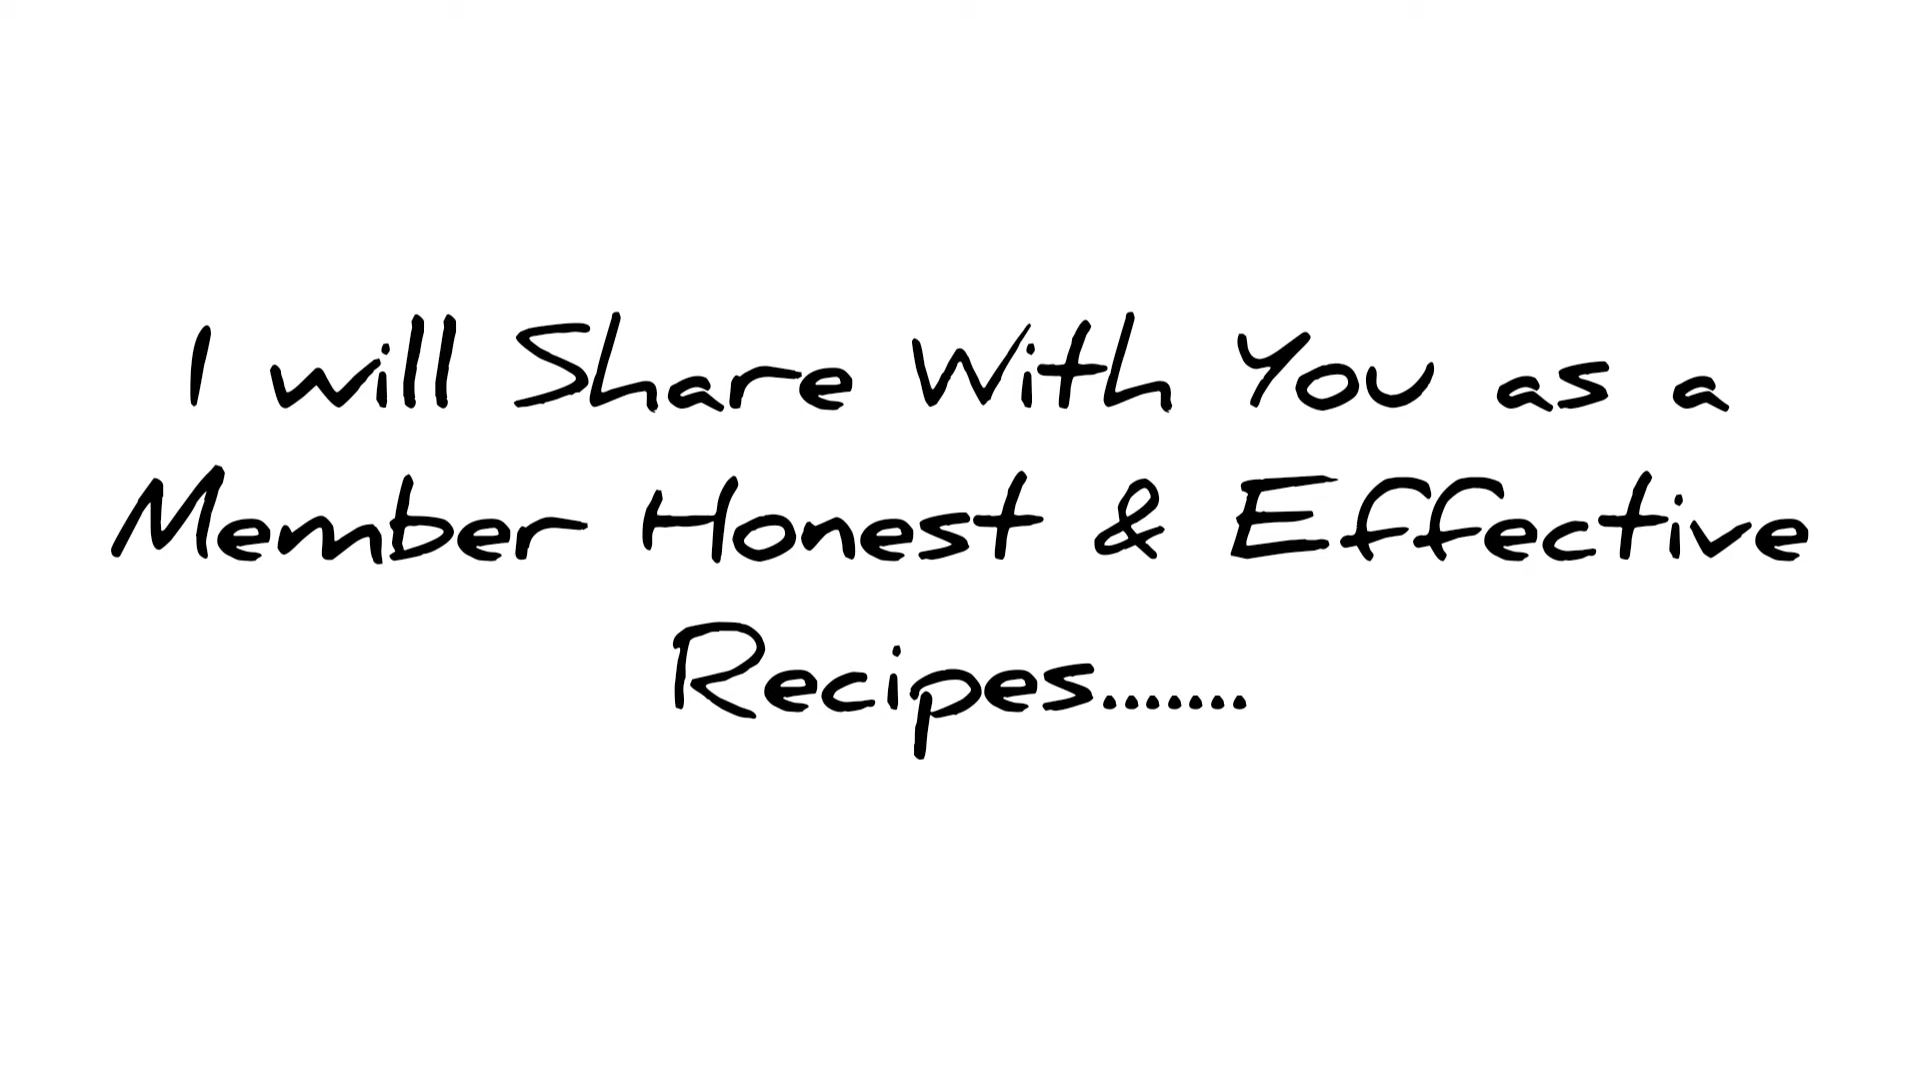 I will Share With You as a
Member Honest & Effective
Recipes.......